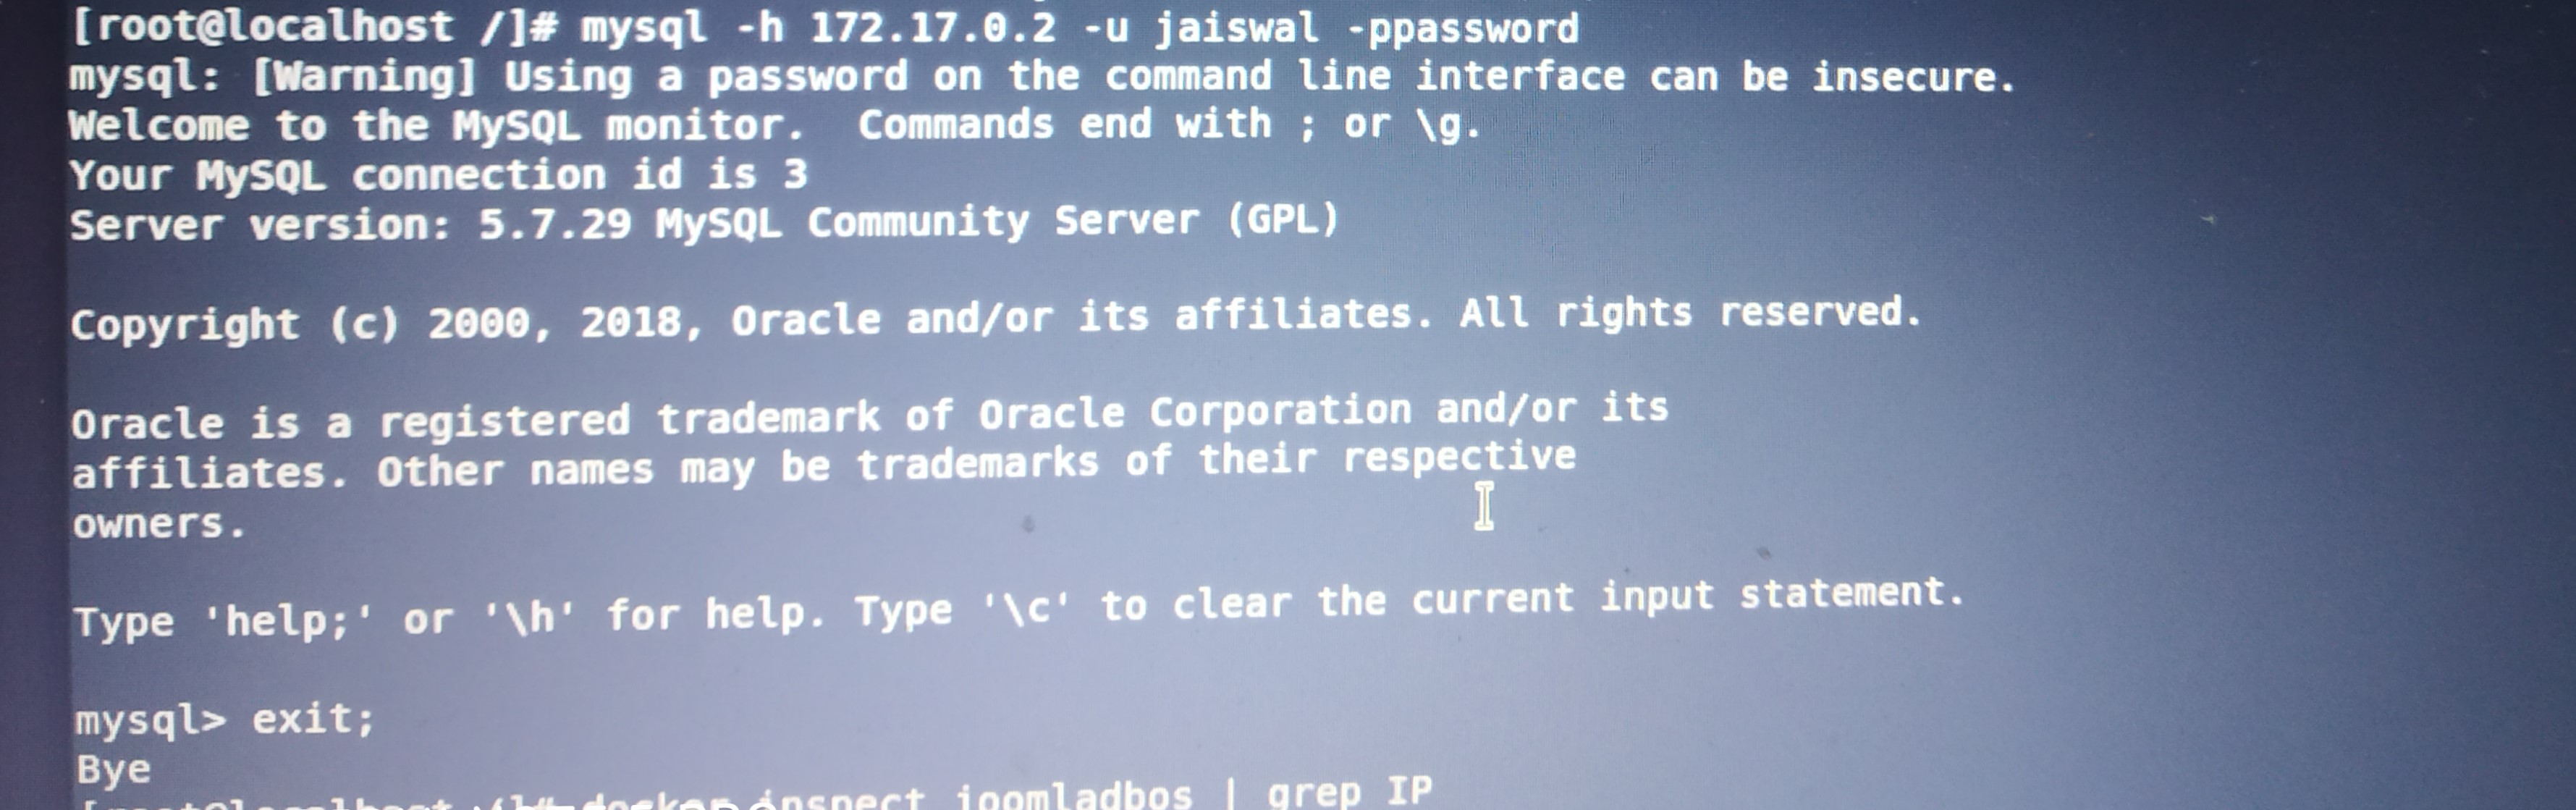 [root@localhost /]# mysql -h 172.17.0.2 -u jaiswal -ppassword
mysql: [Warning] Using a password on the command line interface can be insecure.
Welcome to the MySQL monitor.  Commands end with ; or \g.
Your MySQL connection id is 3
Server version: 5.7.29 MySQL Community Server (GPL)

Copyright (c) 2000, 2018, Oracle and/or its affiliates. All rights reserved.

Oracle is a registered trademark of Oracle Corporation and/or its
affiliates. Other names may be trademarks of their respective
owners.

Type 'help;' or '\h' for help. Type '\c' to clear the current input statement.

mysql> exit;
Bye
[root@localhost /]# docker inspect joomladbos | grep IP